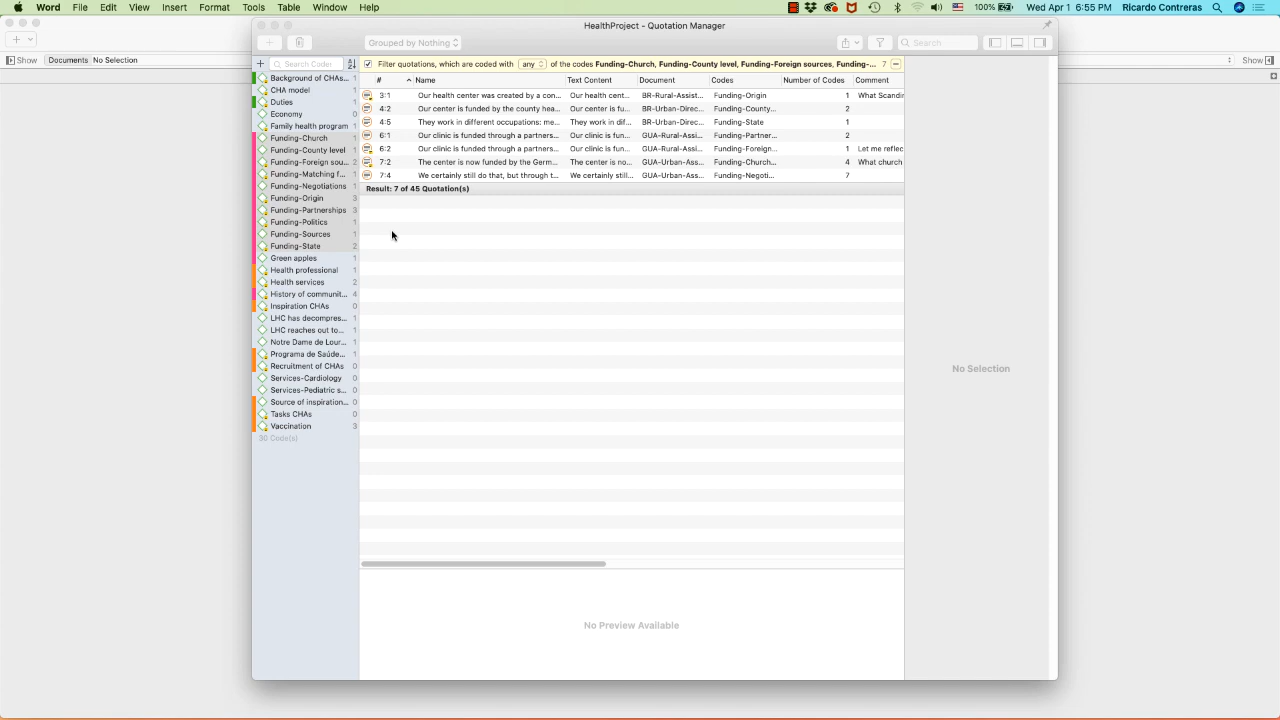 Word File Edit View Insert Format Tools Table Window Help 100% Wed Apr 1 6:55 PM Ricardo Contreras
HealthProject - Quotation Manager
Grouped by Nothing Search
Show Documents No Selection Show
Search Codes Filter quotations, which are coded with any of the codes Funding-Church, Funding-County level, Funding-Foreign sources, Funding-... 7
# Name Text Content Document Codes Number of Codes Comment
3:1 Our health center was created by a con... Our health cent... BR-Rural-Assist... Funding-Origin 1 What Scandin
4:2 Our center is funded by the county hea... Our center is fu... BR-Urban-Direc... Funding-County... 2
4:5 They work in different occupations: me... They work in dif... BR-Urban-Direc... Funding-State 1
6:1 Our clinic is funded through a partners... Our clinic is fun... GUA-Rural-Assi... Funding-Partner... 2
6:2 Our clinic is funded through a partners... Our clinic is fun... GUA-Rural-Assi... Funding-Foreign... 1 Let me reflec
7:2 The center is now funded by the Germ... The center is no... GUA-Urban-Ass... Funding-Church... 4 What church
7:4 We certainly still do that, but through t... We certainly still... GUA-Urban-Ass... Funding-Negoti... 7
Result: 7 of 45 Quotation(s)
Background of CHAs... 1
CHA model 1
Duties 1
Economy 0
Family health program 1
Funding-Church 1
Funding-County level 1
Funding-Foreign sou... 2
Funding-Matching f... 1
Funding-Negotiations 1
Funding-Origin 3
Funding-Partnerships 3
Funding-Politics 1
Funding-Sources 1
Funding-State 2
Green apples 1
Health professional 1
Health services 2
History of communit... 4
Inspiration CHAs 0
LHC has decompres... 1
LHC reaches out to... 1
Notre Dame de Lour... 1
Programa de Saúde... 1
Recruitment of CHAs 0
Services-Cardiology 0
Services-Pediatric s... 0
Source of inspiration... 0
Tasks CHAs 0
Vaccination 3
30 Code(s)
No Selection
No Preview Available